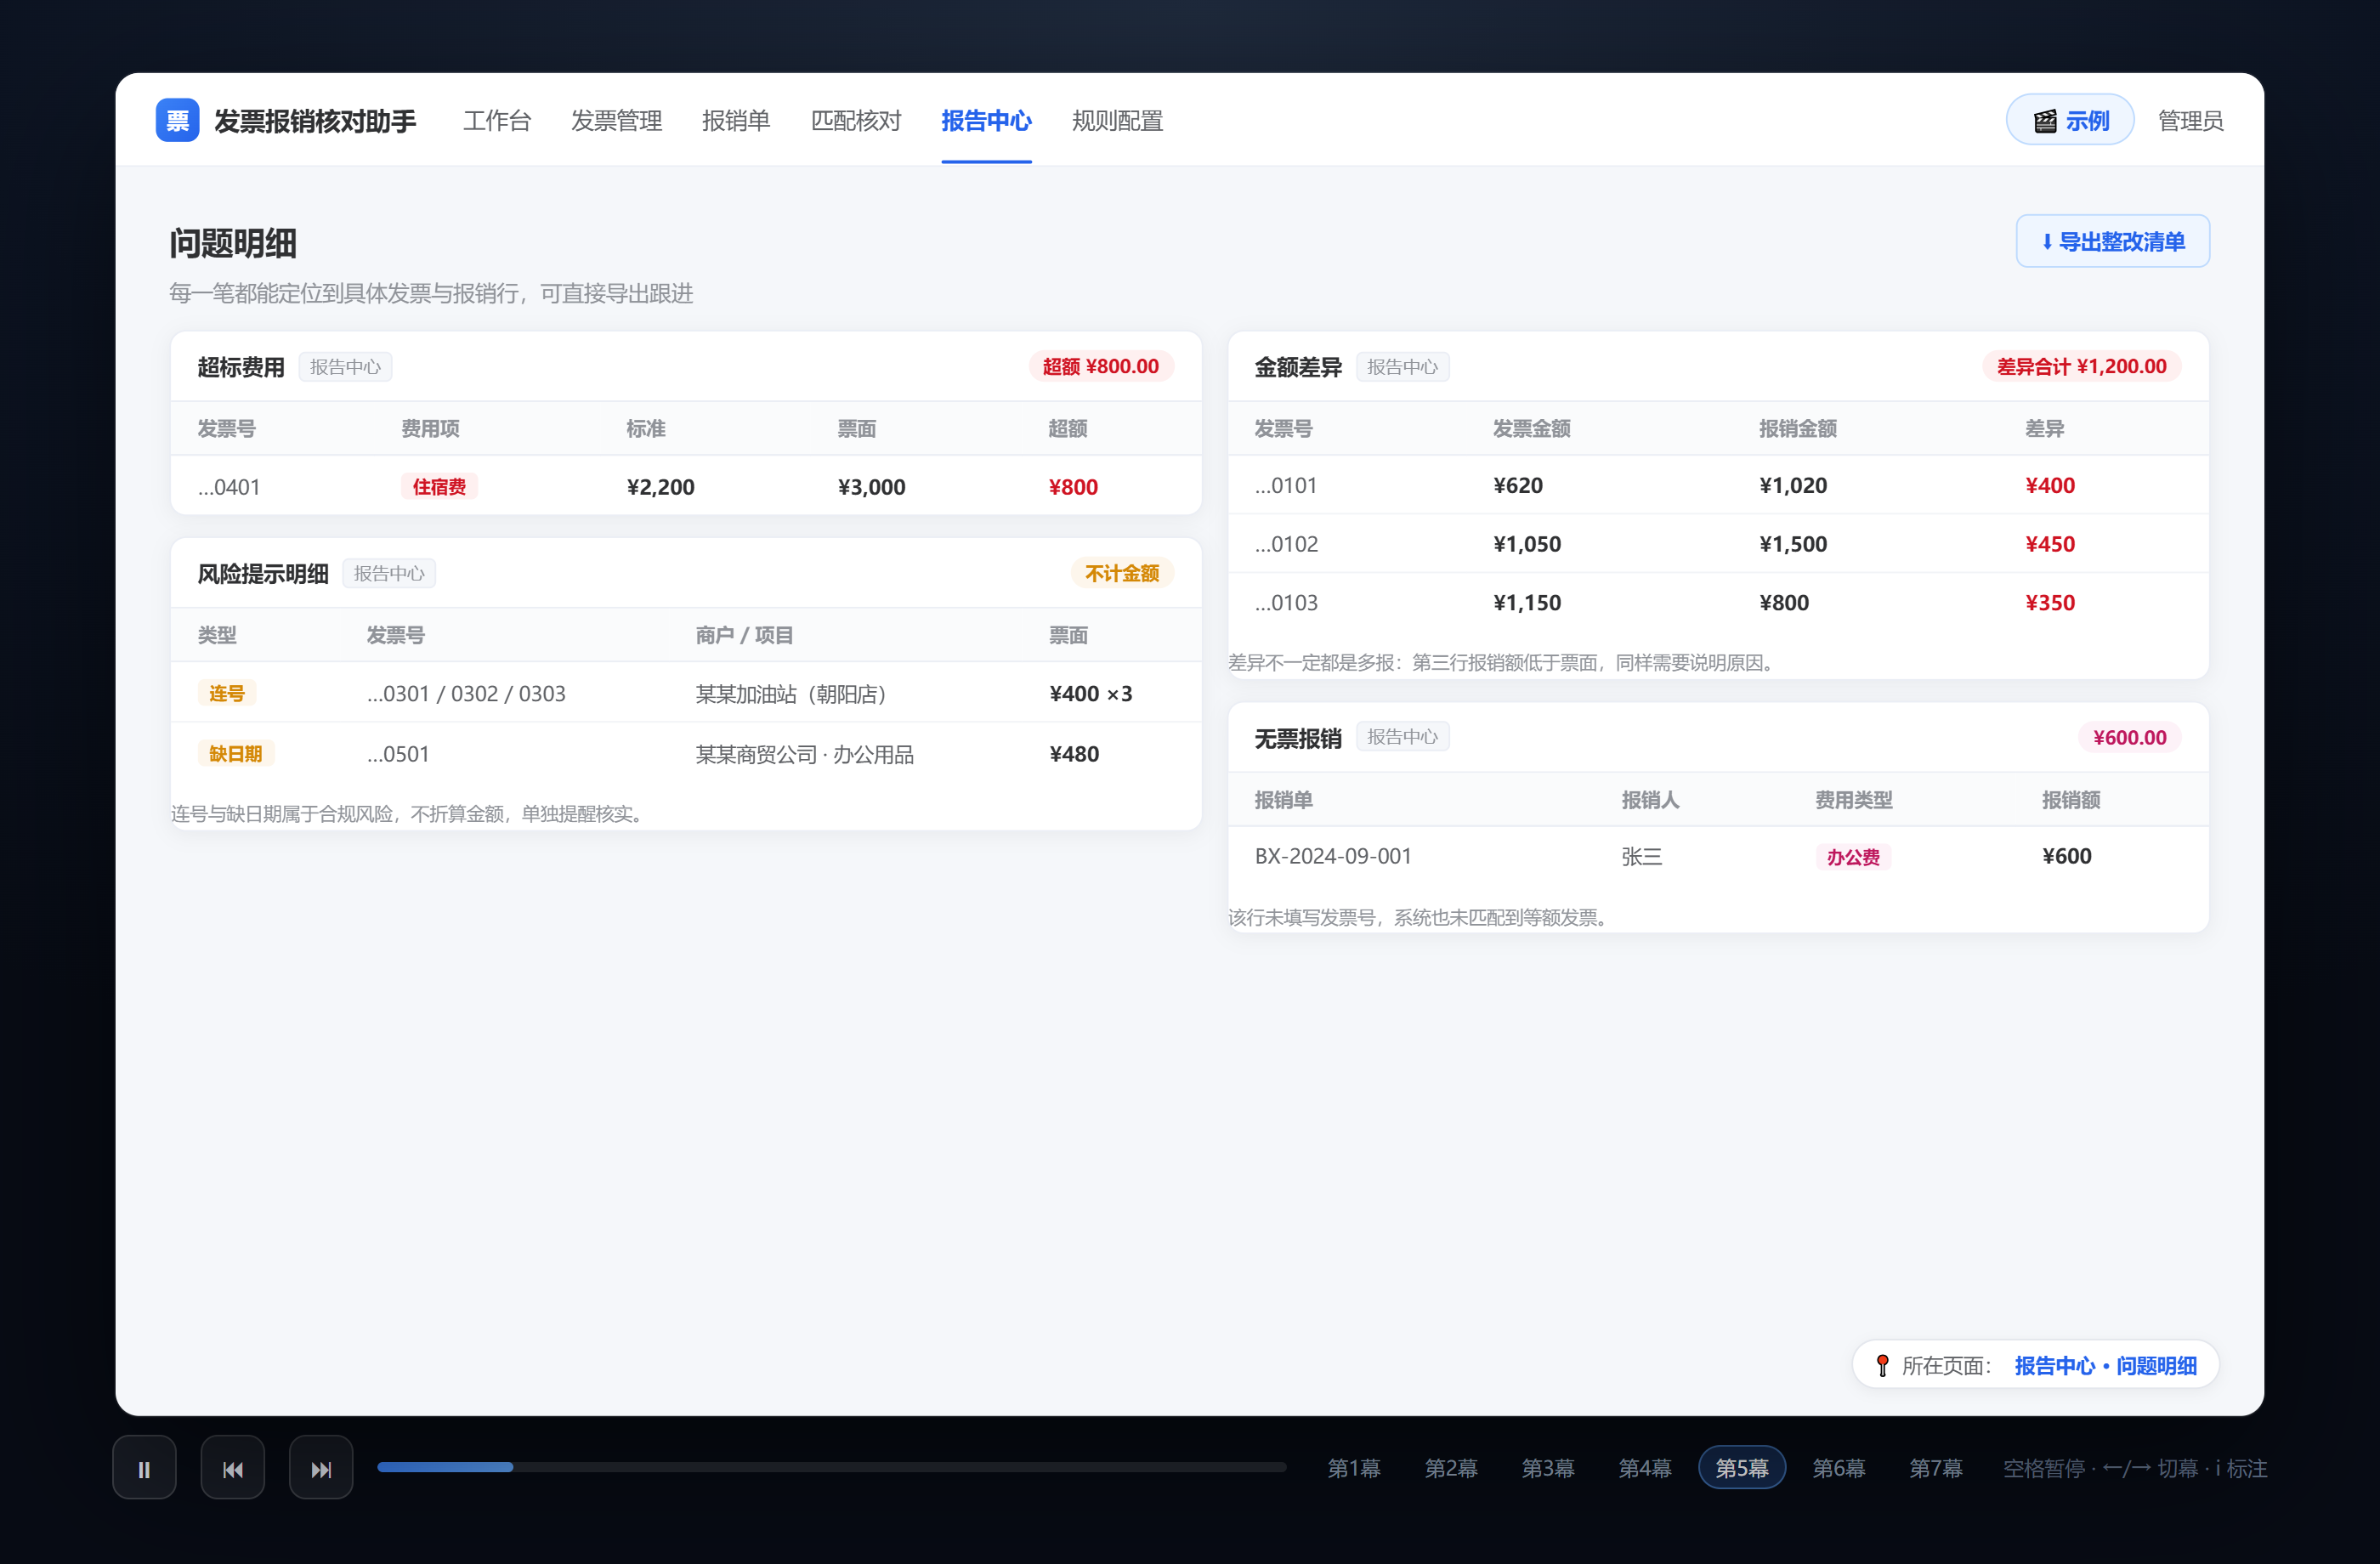 票 发票报销核对助手 工作台 发票管理 报销单 匹配核对 报告中心 规则配置 🎬 示例 管理员
问题明细
⬇ 导出整改清单
每一笔都能定位到具体发票与报销行，可直接导出跟进
超标费用 报告中心 超额 ¥800.00
发票号 费用项 标准 票面 超额
…0401 住宿费 ¥2,200 ¥3,000 ¥800
风险提示明细 报告中心 不计金额
类型 发票号 商户 / 项目 票面
连号 …0301 / 0302 / 0303 某某加油站（朝阳店） ¥400 ×3
缺日期 …0501 某某商贸公司 · 办公用品 ¥480
连号与缺日期属于合规风险，不折算金额，单独提醒核实。
金额差异 报告中心 差异合计 ¥1,200.00
发票号 发票金额 报销金额 差异
…0101 ¥620 ¥1,020 ¥400
…0102 ¥1,050 ¥1,500 ¥450
…0103 ¥1,150 ¥800 ¥350
差异不一定都是多报：第三行报销额低于票面，同样需要说明原因。
无票报销 报告中心 ¥600.00
报销单 报销人 费用类型 报销额
BX-2024-09-001 张三 办公费 ¥600
该行未填写发票号，系统也未匹配到等额发票。
📍 所在页面： 报告中心 • 问题明细
第1幕 第2幕 第3幕 第4幕 第5幕 第6幕 第7幕 空格暂停 · ←/→ 切幕 · i 标注